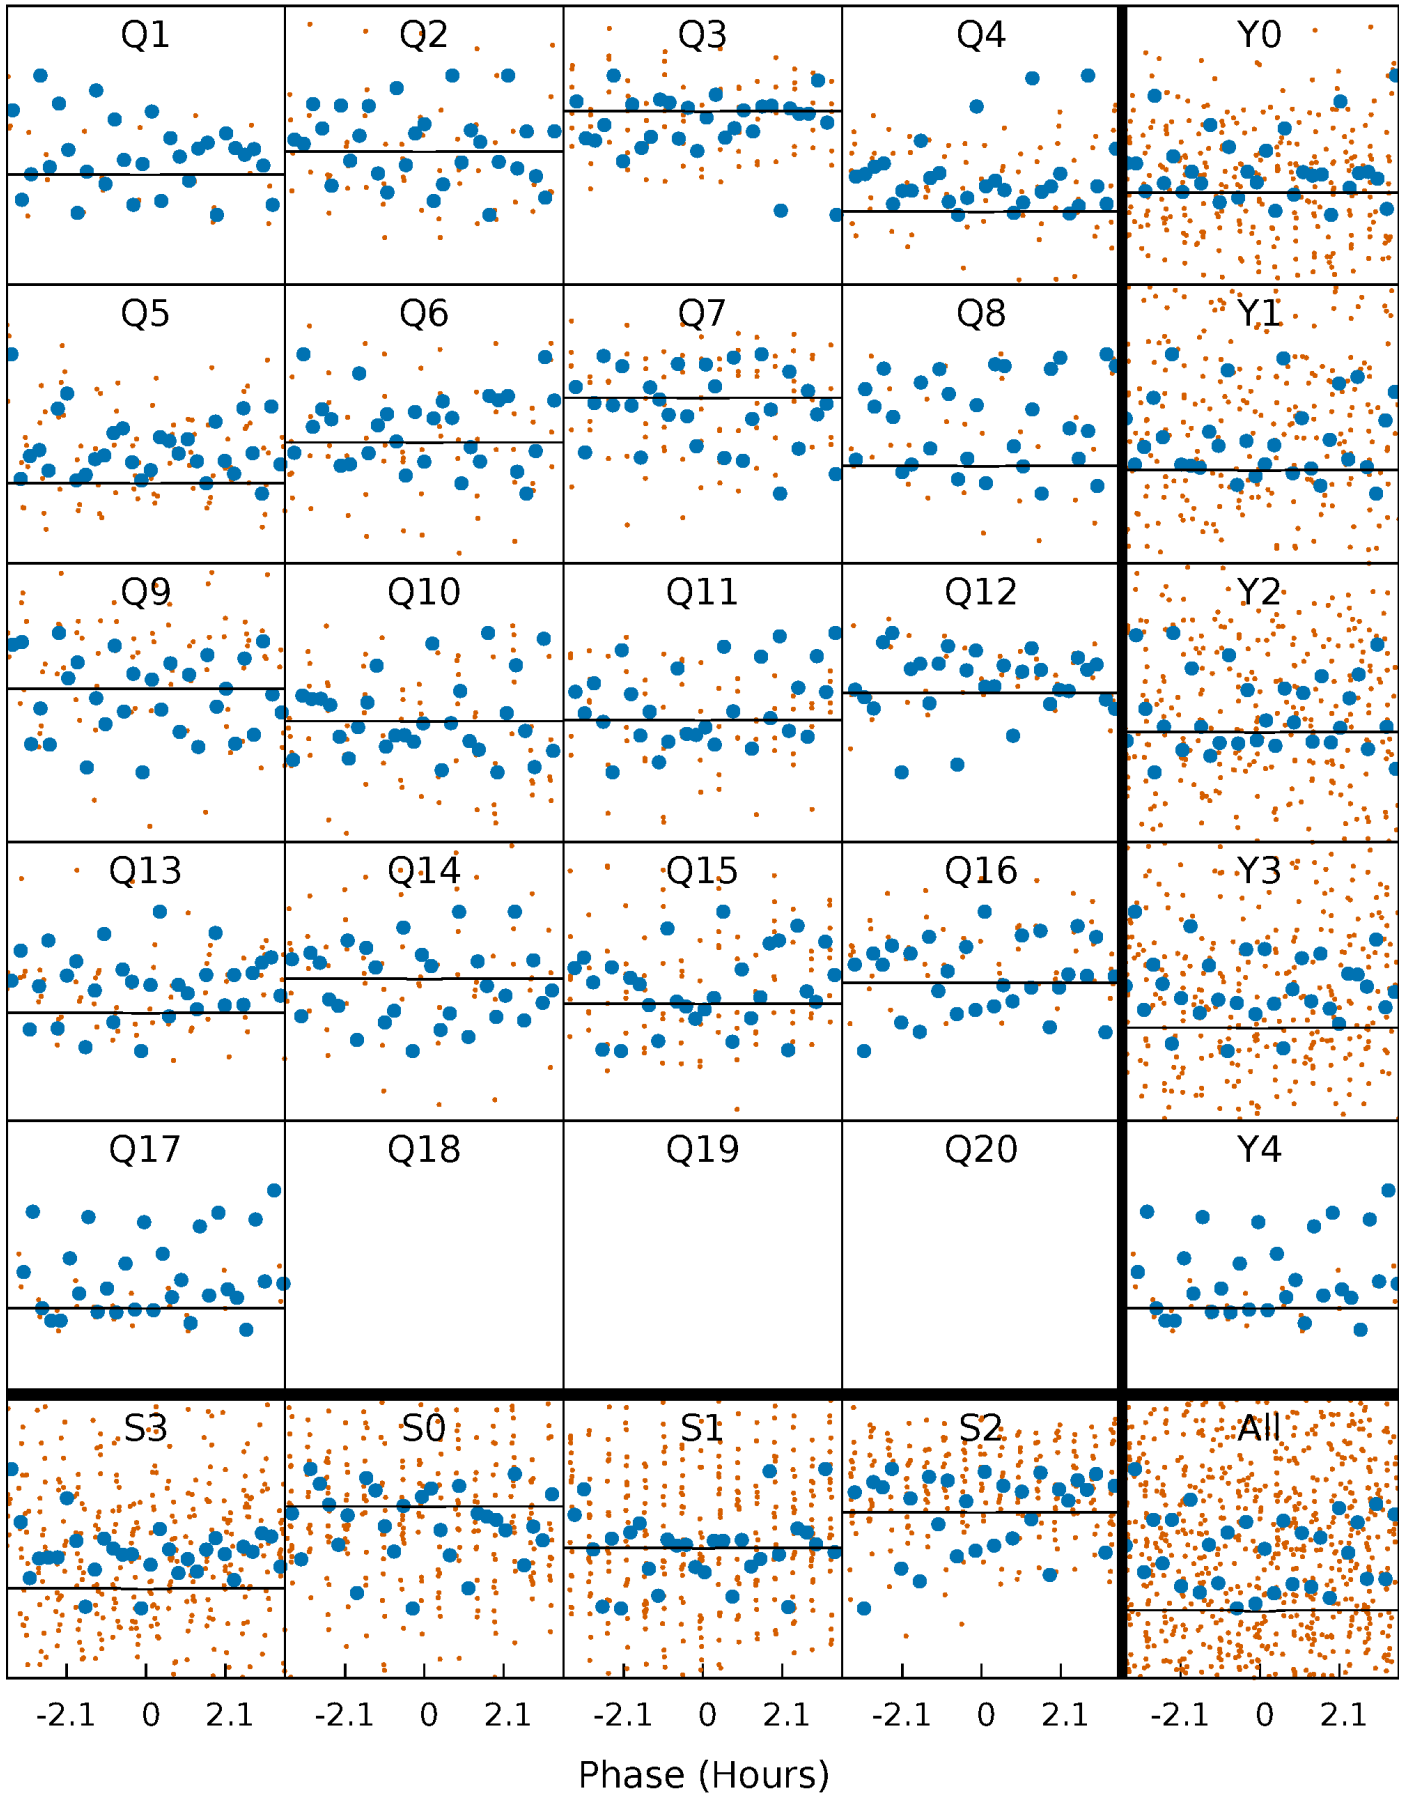 Q1 Q2 Q3 Q4 Y0
Q5 Q6 Q7 Q8 Y1
Q9 Q10 Q11 Q12 Y2
Q13 Q14 Q15 Q16 Y3
Q17 Q18 Q19 Q20 Y4
S3 S0 S1 S2 All
-2.1 0 2.1 -2.1 0 2.1 -2.1 0 2.1 -2.1 0 2.1 -2.1 0 2.1
Phase (Hours)